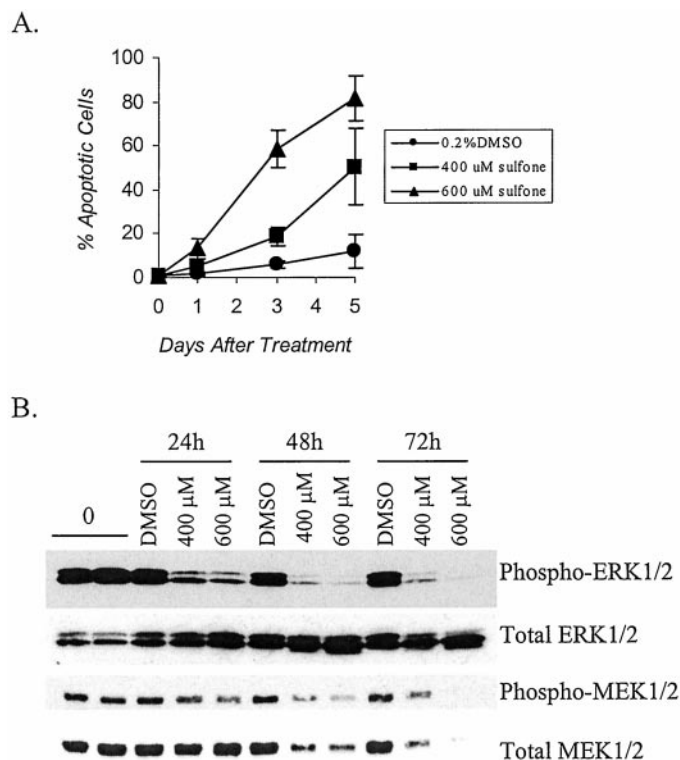 A.
% Apoptotic Cells
100
80
60
40
20
0
0 1 2 3 4 5
Days After Treatment
0.2%DMSO
400 uM sulfone
600 uM sulfone
B.
24h 48h 72h
0 DMSO 400 µM 600 µM DMSO 400 µM 600 µM DMSO 400 µM 600 µM
Phospho-ERK1/2
Total ERK1/2
Phospho-MEK1/2
Total MEK1/2